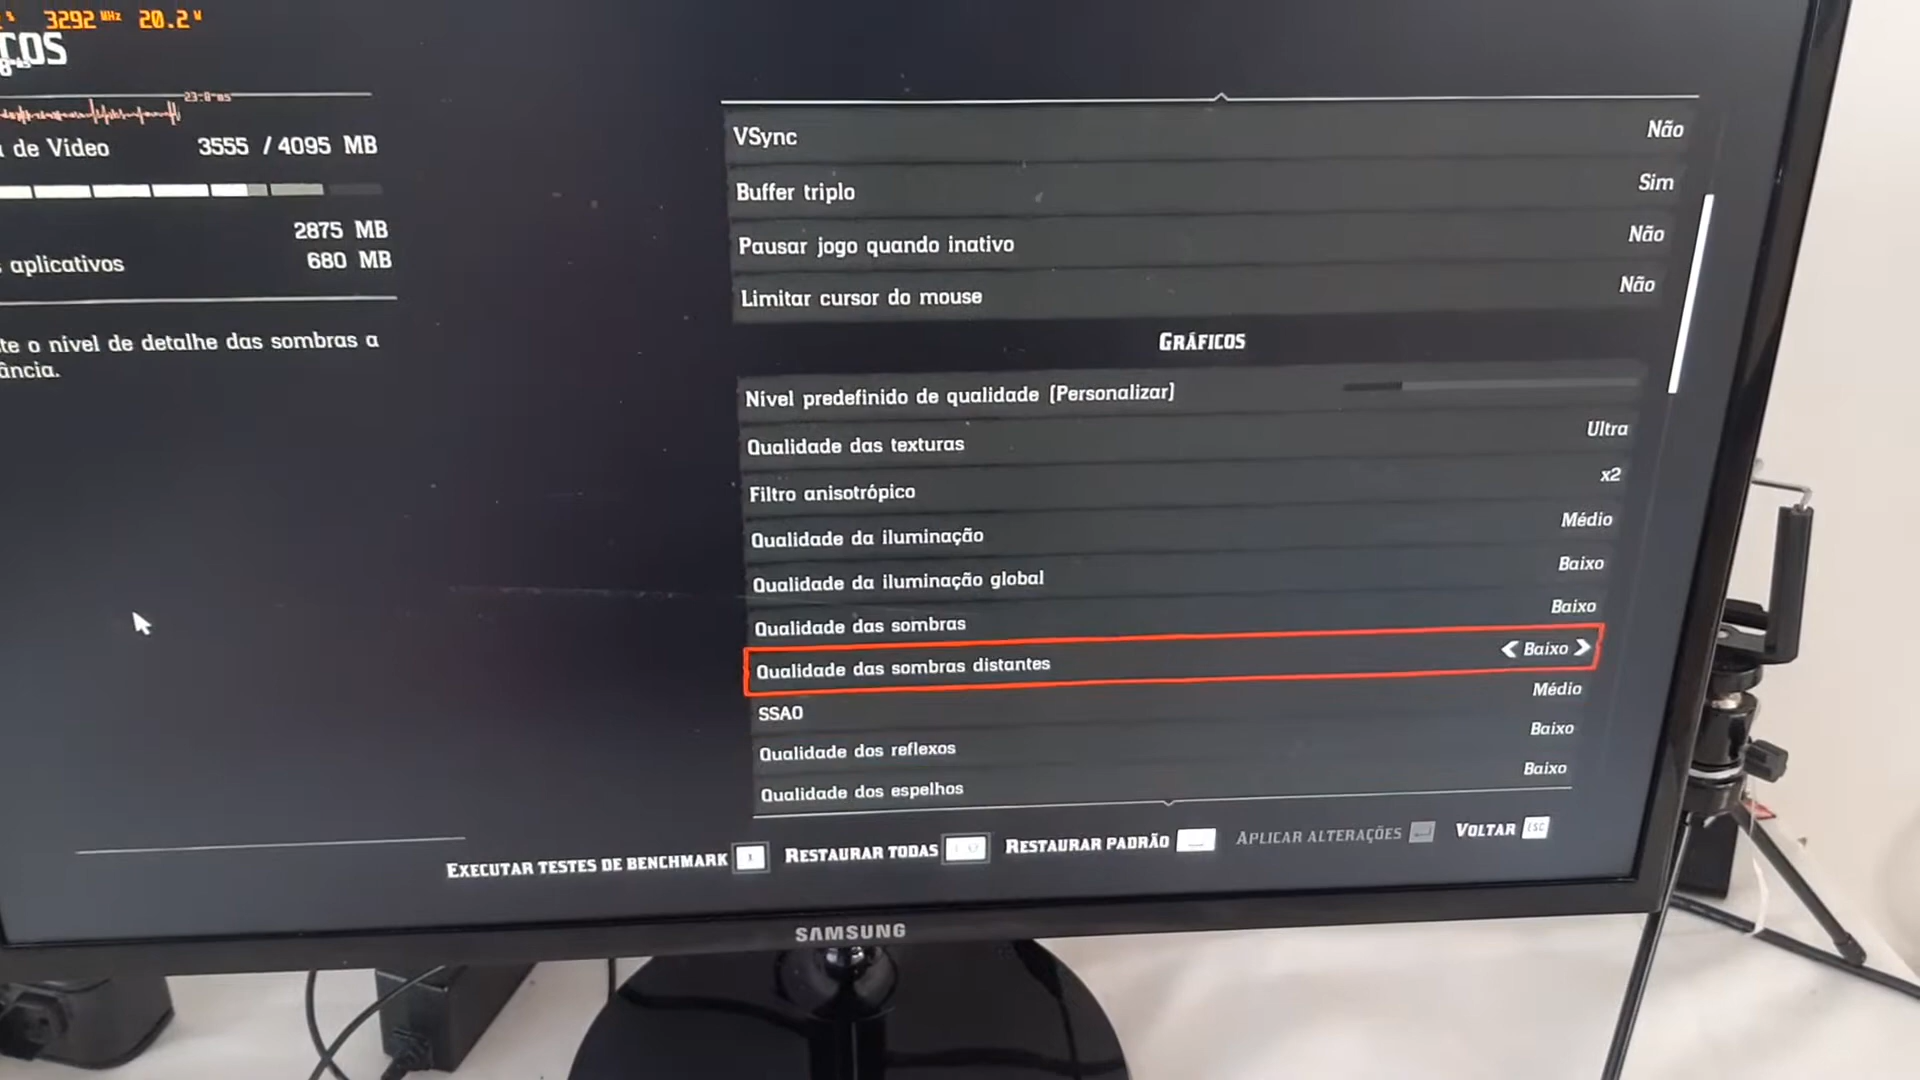 3292 MHz 20.2 W
23.8 ms
de Vídeo 3555 / 4095 MB
2875 MB
aplicativos 680 MB
o nível de detalhe das sombras a
VSync Não
Buffer triplo Sim
Pausar jogo quando inativo Não
Limitar cursor do mouse Não
GRÁFICOS
Nível predefinido de qualidade (Personalizar)
Qualidade das texturas Ultra
Filtro anisotrópico x2
Qualidade da iluminação Médio
Qualidade da iluminação global Baixo
Qualidade das sombras Baixo
Qualidade das sombras distantes Baixo
SSAO Médio
Qualidade dos reflexos Baixo
Qualidade dos espelhos Baixo
EXECUTAR TESTES DE BENCHMARK RESTAURAR TODAS RESTAURAR PADRÃO APLICAR ALTERAÇÕES VOLTAR ESC
SAMSUNG